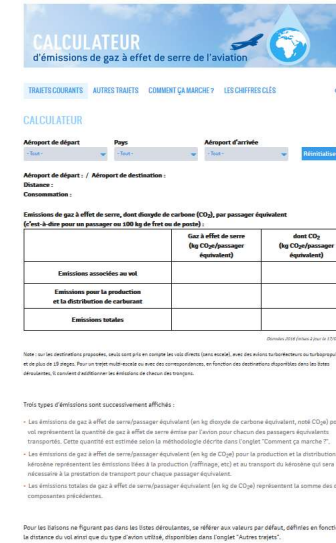 CALCULATEUR
d'émissions de gaz à effet de serre de l'aviation
TRAJETS COURANTS AUTRES TRAJETS COMMENT ÇA MARCHE ? LES CHIFFRES CLÉS
CALCULATEUR
Aéroport de départ Pays Aéroport d'arrivée
- Tout - - Tout - - Tout - Réinitialise
Aéroport de départ : / Aéroport de destination :
Distance :
Consommation :
Emissions de gaz à effet de serre, dont dioxyde de carbone (CO2), par passager équivalent
(c'est-à-dire pour un passager ou 100 kg de fret ou de poste) :
Gaz à effet de serre dont CO2
(kg CO2e/passager (kg CO2e/passager
équivalent) équivalent)
Emissions associées au vol
Emissions pour la production
et la distribution de carburant
Emissions totales
Données 2018 (mises à jour le
Note : sur les destinations proposées, seuls sont pris en compte les vols directs (sans escale), avec des avions turboréacteurs ou turbopropul
et de plus de 19 sièges. Pour un trajet multi-escale ou avec des correspondances, en fonction des destinations disponibles dans les listes
déroulantes, il convient d'additionner les émissions de chacun des tronçons.
Trois types d'émissions sont successivement affichés :
- Les émissions de gaz à effet de serre/passager équivalent (en kg dioxyde de carbone équivalent, noté CO2e) po
vol représentent la quantité de gaz à effet de serre émise par l'avion pour chacun des passagers équivalents
transportés. Cette quantité est estimée selon la méthodologie décrite dans l'onglet "Comment ça marche ?".
- Les émissions de gaz à effet de serre/passager équivalent (en kg de CO2e) pour la production et la distribution
kérosène représentent les émissions liées à la production (raffinage, etc) et au transport du kérosène qui sera
nécessaire à la prestation de transport pour chaque passager équivalent.
- Les émissions totales de gaz à effet de serre/passager équivalent (en kg de CO2e) représentent la somme des d
composantes précédentes.
Pour les liaisons ne figurant pas dans les listes déroulantes, se référer aux valeurs par défaut, définies en foncti
la distance du vol ainsi que du type d'avion utilisé, disponibles dans l'onglet "Autres trajets".